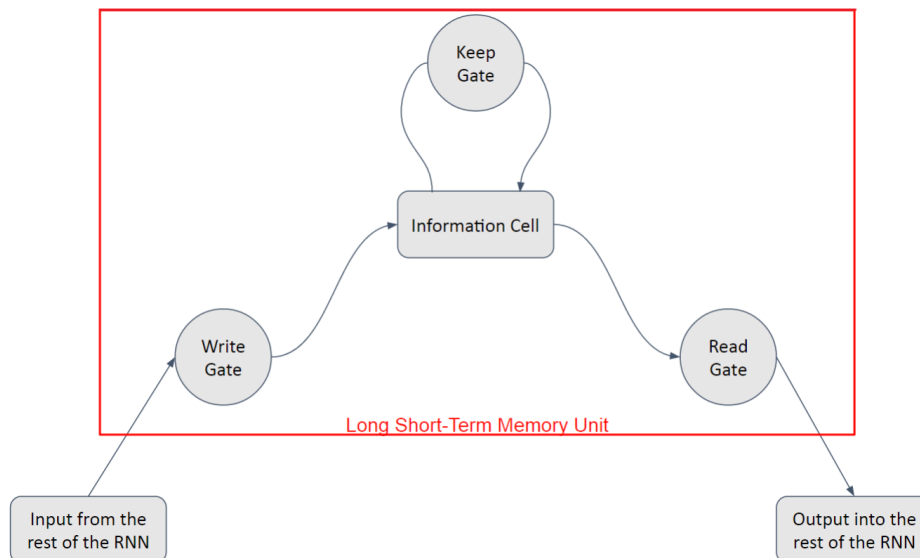 Keep
Gate
Information Cell
Write
Gate
Read
Gate
Long Short-Term Memory Unit
Input from the
rest of the RNN
Output into the
rest of the RNN